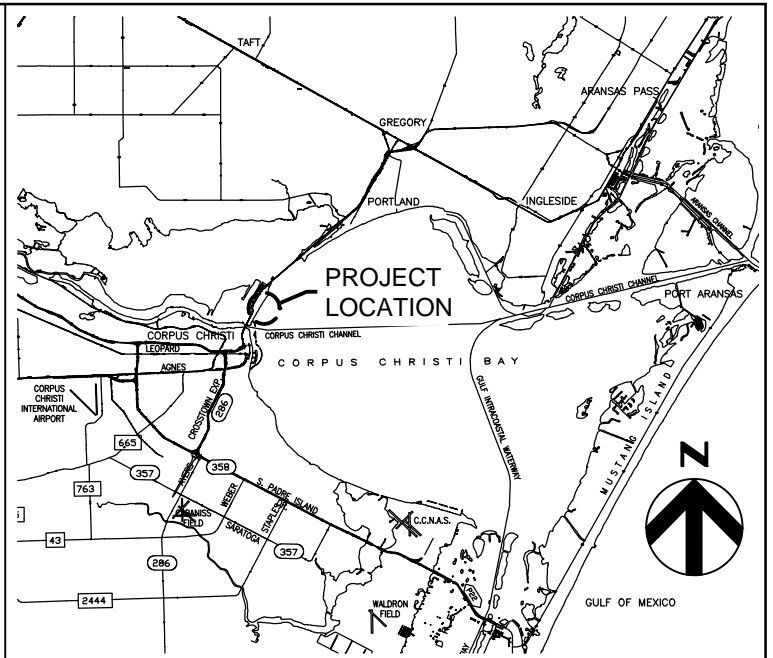 TAFT
GREGORY
ARANSAS PASS
PORTLAND
INGLESIDE
ARANSAS CHANNEL
PROJECT
LOCATION
CORPUS CHRISTI CHANNEL
PORT ARANSAS
CORPUS CHRISTI
CORPUS CHRISTI CHANNEL
LEOPARD
CORPUS CHRISTI BAY
AGNES
CORPUS
CHRISTI
INTERNATIONAL
AIRPORT
CROSSTOWN EXP.
286
GULF INTRACOASTAL WATERWAY
MUSTANG ISLAND
N
665
357
358
AYERS
WEBER
STAPLES
S. PADRE ISLAND
763
FIELD
SARATOGA
C.C.N.A.S.
43
357
286
2444
P22
WALDRON
FIELD
GULF OF MEXICO